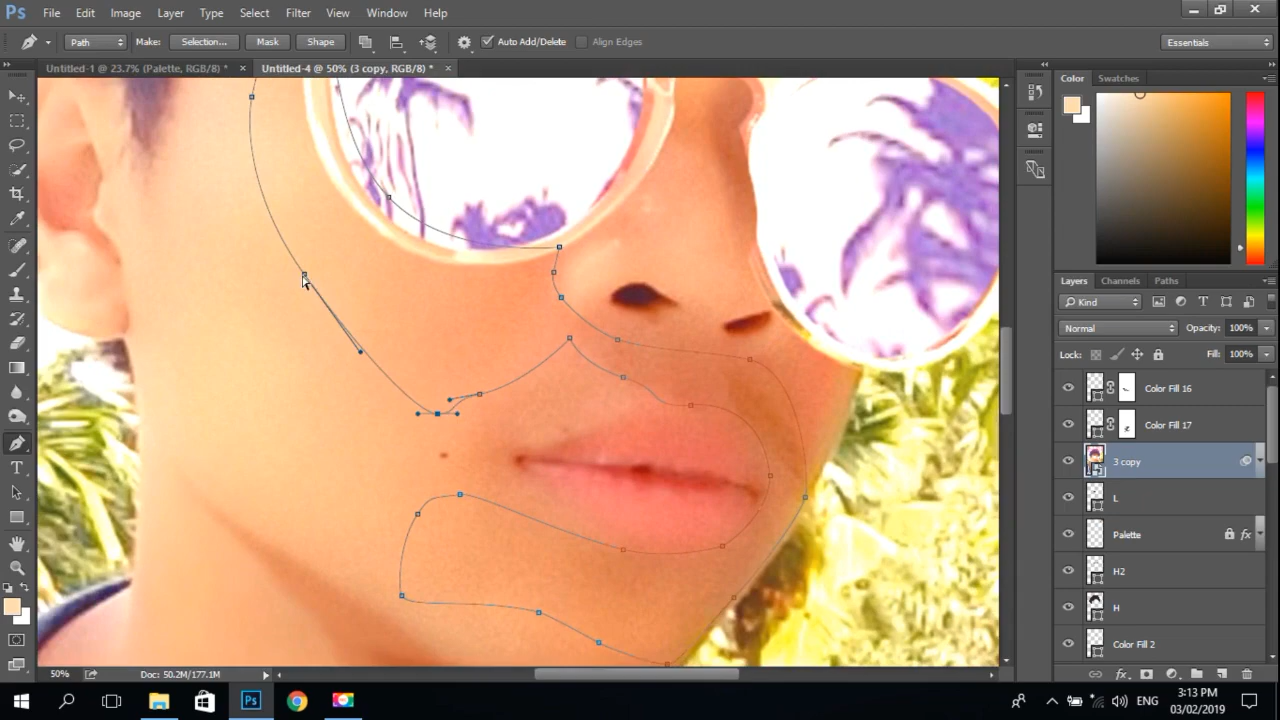 Ps File Edit Image Layer Type Select Filter View Window Help
Path Make: Selection... Mask Shape Auto Add/Delete Align Edges Essentials
Untitled-1 @ 23.7% (Palette, RGB/8) * × Untitled-4 @ 50% (3 copy, RGB/8) * ×
Color Swatches
Layers Channels Paths
Kind
Normal Opacity: 100%
Lock: Fill: 100%
Color Fill 16
Color Fill 17
3 copy
L
Palette fx
H2
H
Color Fill 2
50% Doc: 50.2M/177.1M
Ps ENG 3:13 PM
03/02/2019